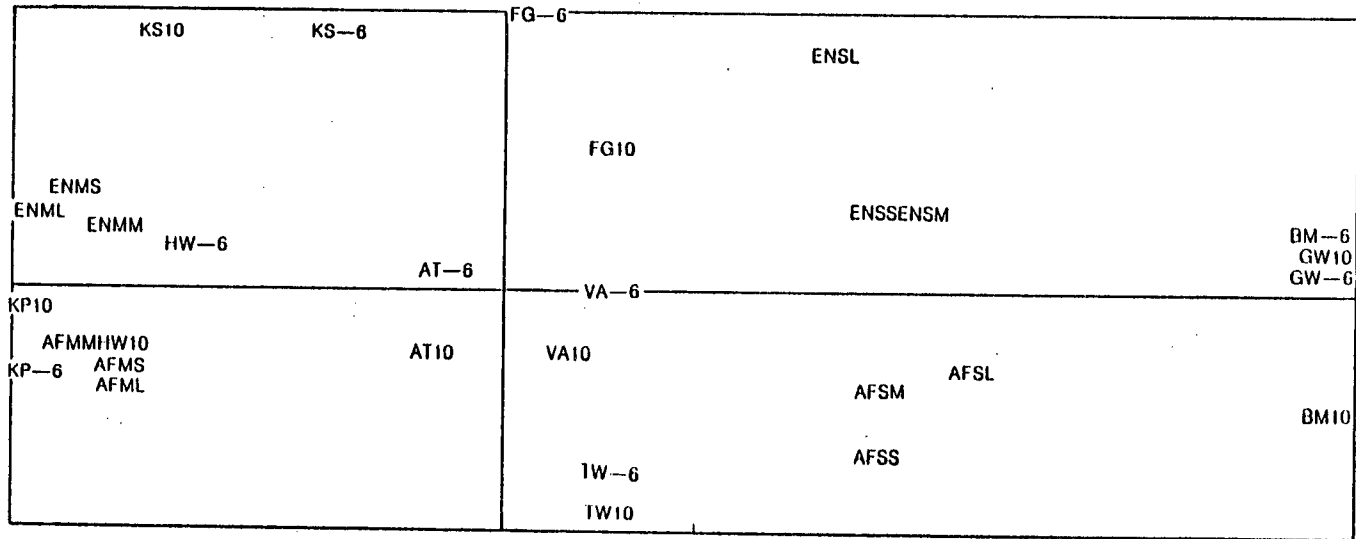 FG—6
KS10 KS—6
ENSL
FG10
ENMS
ENML ENSSENSM
ENMM
HW—6 BM—6
GW10
AT—6 GW—6
VA—6
KP10
AFMMHW10 AT10 VA10
KP—6 AFMS AFSL
AFML AFSM
BM10
AFSS
TW—6
TW10